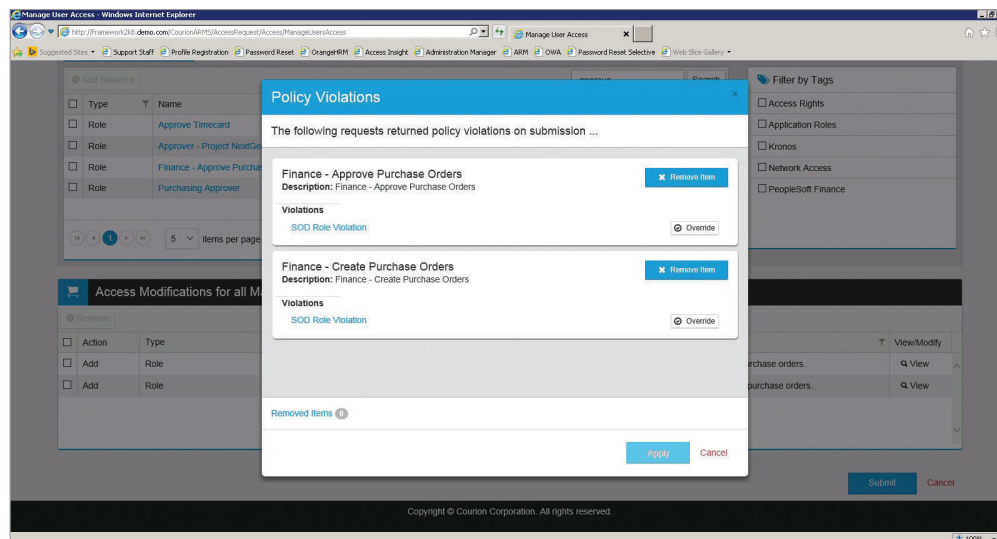 Manage User Access - Windows Internet Explorer
http://framework2k8.demo.com/CourionARMS/AccessRequest/Access/ManageUsersAccess
Manage User Access
Suggested Sites Support Staff Profile Registration Password Reset OrangeHRM Access Insight Administration Manager ARM OWA Password Reset Selective Web Slice Gallery
Add Selected
Search
Filter by Tags
Type Name
Access Rights
Role Approve Timecard
Application Roles
Role Approver - Project NextGe
Kronos
Role Finance - Approve Purchas
Network Access
Role Purchasing Approver
PeopleSoft Finance
1 5 items per page
Policy Violations
The following requests returned policy violations on submission ...
Finance - Approve Purchase Orders
Remove Item
Description: Finance - Approve Purchase Orders
Violations
SOD Role Violation
Override
Finance - Create Purchase Orders
Remove Item
Description: Finance - Create Purchase Orders
Violations
SOD Role Violation
Override
Removed Items 0
Apply Cancel
Access Modifications for all M
Remove
Action Type View/Modify
Add Role rchase orders. View
Add Role purchase orders. View
Submit Cancel
Copyright © Courion Corporation. All rights reserved.
100%